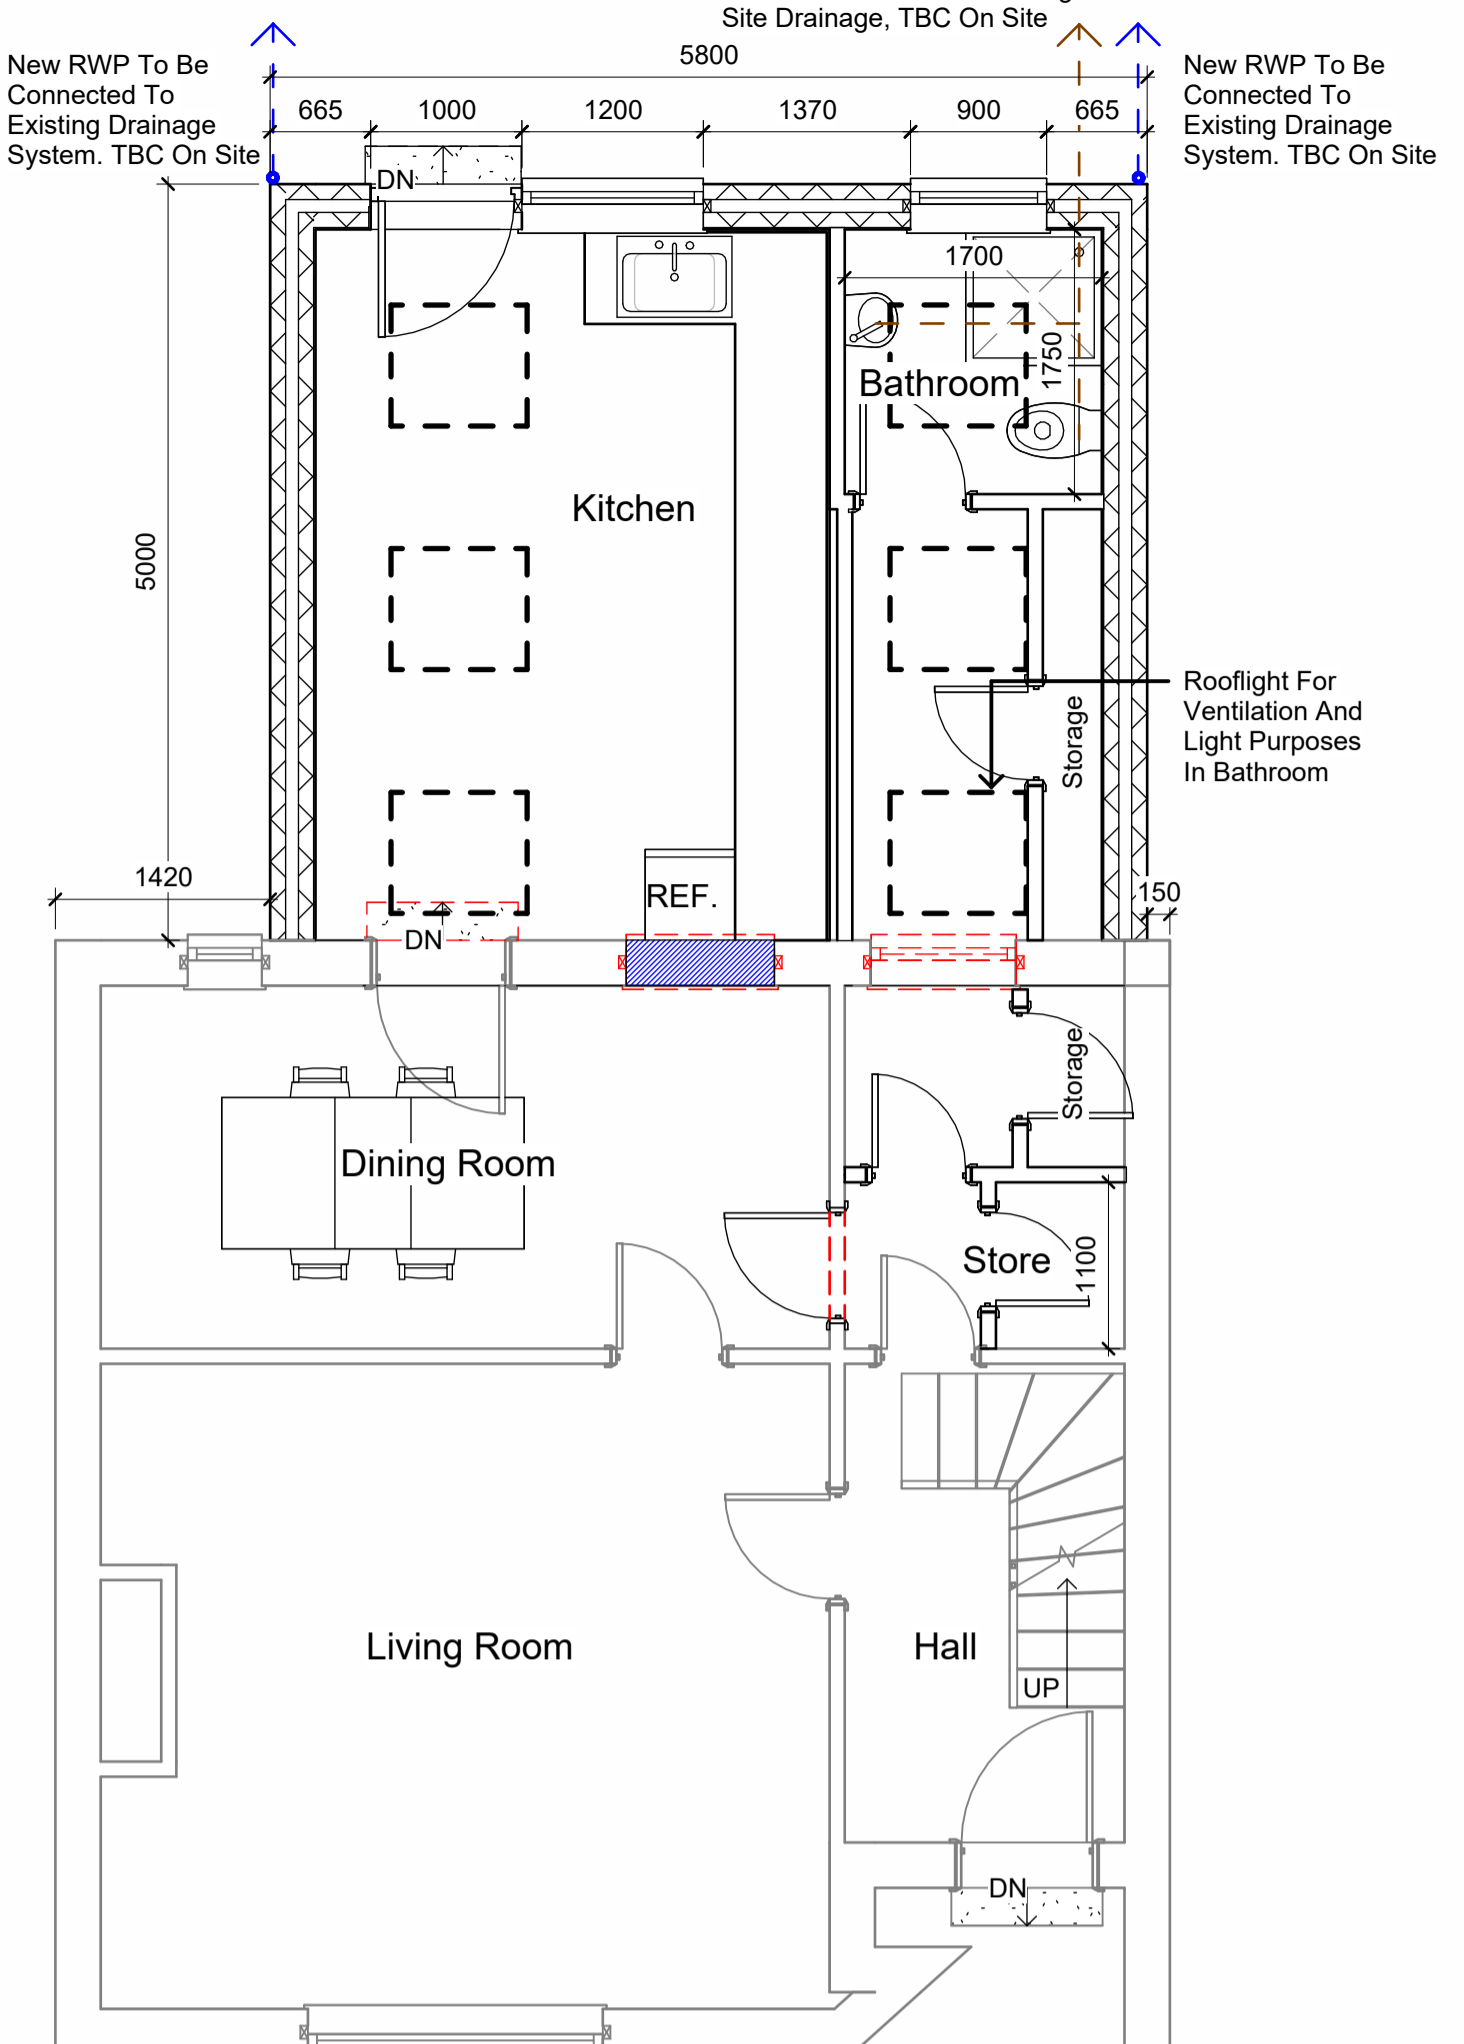 Site Drainage, TBC On Site
New RWP To Be
Connected To
Existing Drainage
System. TBC On Site
5800
New RWP To Be
Connected To
Existing Drainage
System. TBC On Site
665
1000
1200
1370
900
665
DN
1700
1750
Bathroom
Kitchen
5000
Rooflight For
Ventilation And
Light Purposes
In Bathroom
Storage
1420
REF.
150
DN
Storage
Dining Room
Store
1100
Living Room
Hall
UP
DN